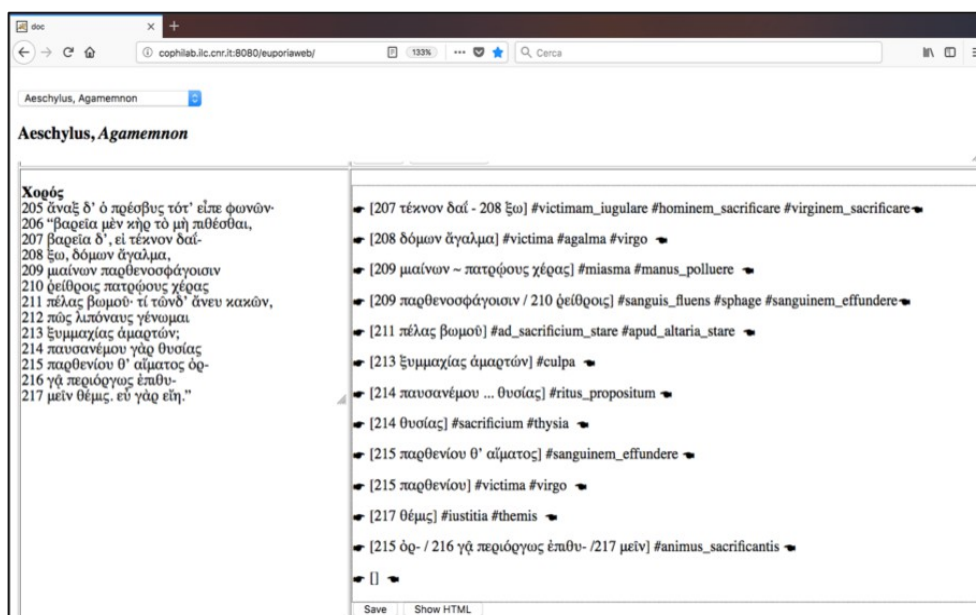 doc
cophilab.ilc.cnr.it:8080/euporiaweb/
133%
Cerca
Aeschylus, Agamemnon
Aeschylus, Agamemnon
Χορός
205 ἄναξ δ’ ὁ πρέσβυς τότ’ εἶπε φωνῶν·
206 “βαρεῖα μὲν κὴρ τὸ μὴ πιθέσθαι,
207 βαρεῖα δ’, εἰ τέκνον δαΐ-
208 ξω, δόμων ἄγαλμα,
209 μιαίνων παρθενοσφάγοισιν
210 ῥείθροις πατρῴους χέρας
211 πέλας βωμοῦ· τί τῶνδ’ ἄνευ κακῶν,
212 πῶς λιπόναυς γένωμαι
213 ξυμμαχίας ἁμαρτών;
214 παυσανέμου γὰρ θυσίας
215 παρθενίου θ’ αἵματος ὀρ-
216 γᾷ περιόργως ἐπιθυ-
217 μεῖν θέμις. εὖ γὰρ εἴη.”
☛ [207 τέκνον δαΐ - 208 ξω] #victimam_iugulare #hominem_sacrificare #virginem_sacrificare ☚
☛ [208 δόμων ἄγαλμα] #victima #agalma #virgo ☚
☛ [209 μιαίνων ~ πατρῴους χέρας] #miasma #manus_polluere ☚
☛ [209 παρθενοσφάγοισιν / 210 ῥείθροις] #sanguis_fluens #sphage #sanguinem_effundere ☚
☛ [211 πέλας βωμοῦ] #ad_sacrificium_stare #apud_altaria_stare ☚
☛ [213 ξυμμαχίας ἁμαρτών] #culpa ☚
☛ [214 παυσανέμου ... θυσίας] #ritus_propositum ☚
☛ [214 θυσίας] #sacrificium #thysia ☚
☛ [215 παρθενίου θ’ αἵματος] #sanguinem_effundere ☚
☛ [215 παρθενίου] #victima #virgo ☚
☛ [217 θέμις] #iustitia #themis ☚
☛ [215 ὀρ- / 216 γᾷ περιόργως ἐπιθυ- /217 μεῖν] #animus_sacrificantis ☚
☛ [] ☚
Save Show HTML